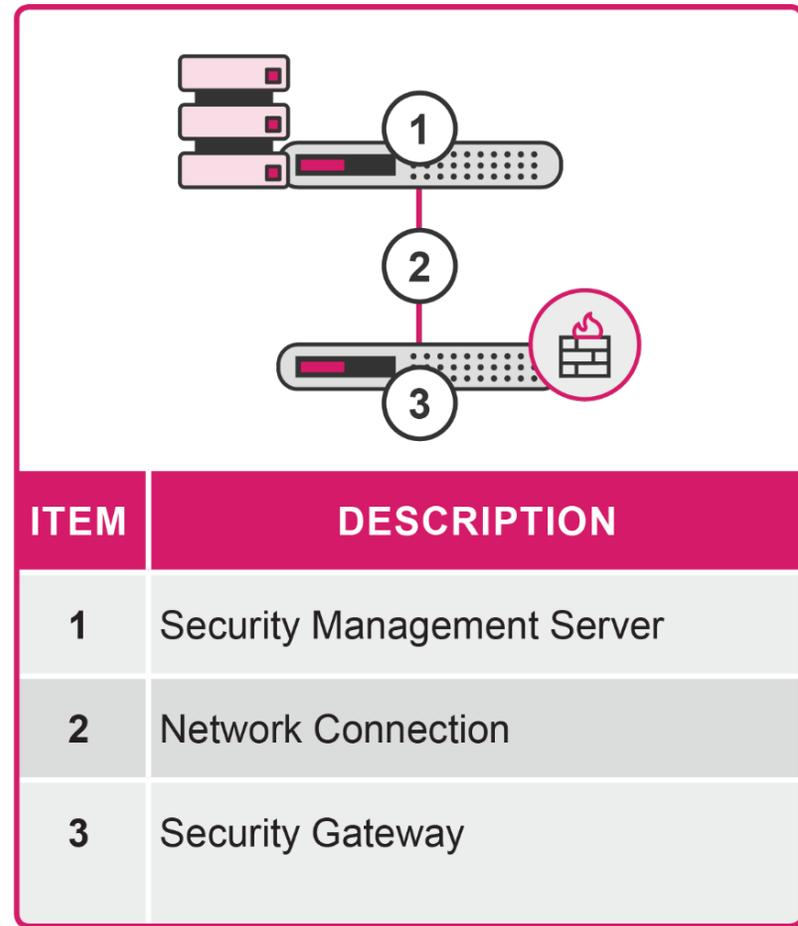 1
2
3
ITEM DESCRIPTION
1 Security Management Server
2 Network Connection
3 Security Gateway